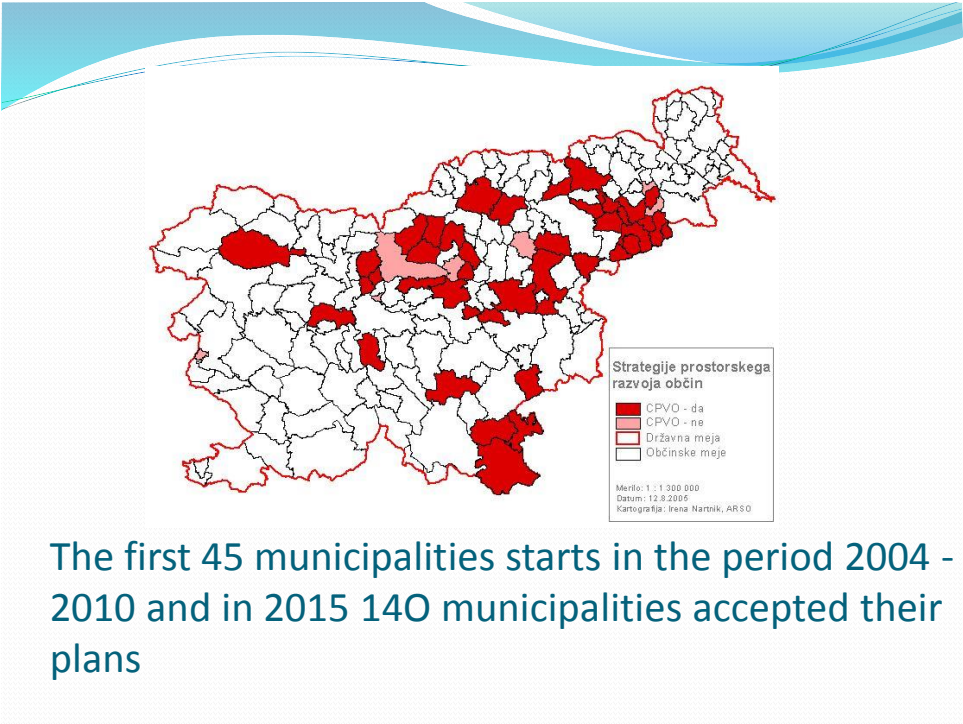 Strategije prostorskega
razvoja občin
CPVO - da
CPVO - ne
Državna meja
Občinske meje
Merilo: 1 : 1 300 000
Datum: 12.8.2005
Kartografija: Irena Nartnik, ARSO
The first 45 municipalities starts in the period 2004 -
2010 and in 2015 14O municipalities accepted their
plans